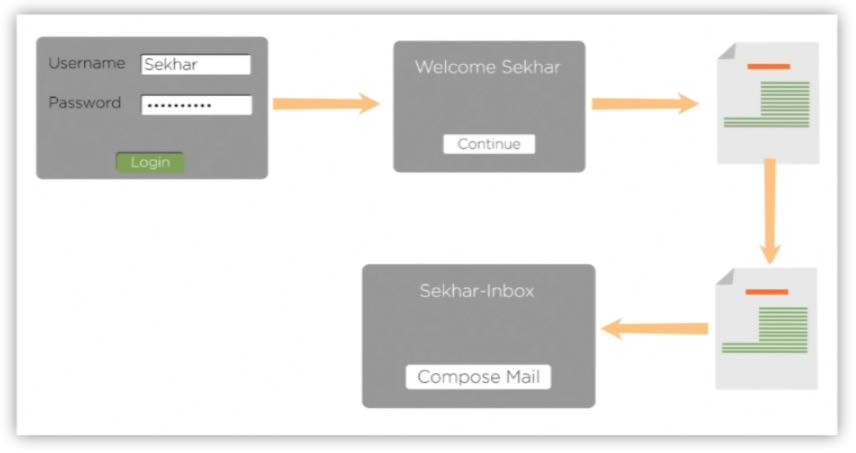 Username Sekhar
Password ••••••••••
Login
Welcome Sekhar
Continue
Sekhar-Inbox
Compose Mail